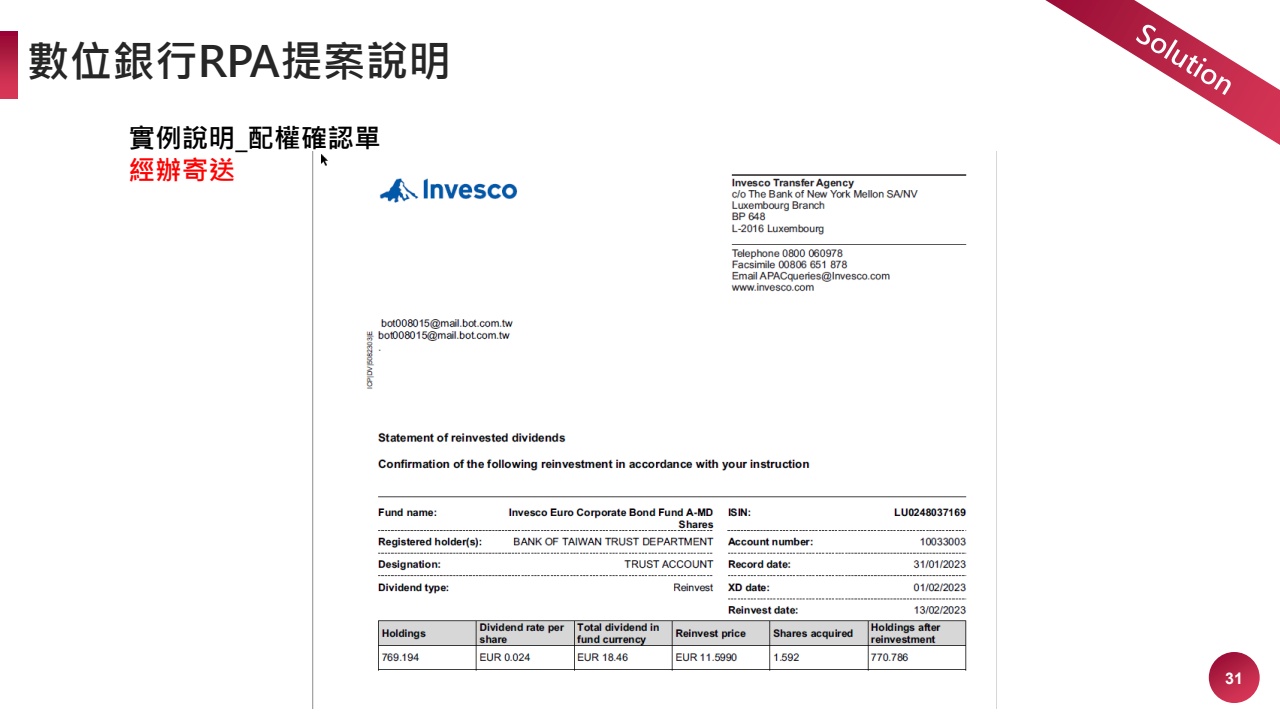 數位銀行RPA提案說明
Solution
實例說明_配權確認單
經辦寄送
Invesco
Invesco Transfer Agency
c/o The Bank of New York Mellon SA/NV
Luxembourg Branch
BP 648
L-2016 Luxembourg
Telephone 0800 060978
Facsimile 00806 651 878
Email APACqueries@Invesco.com
www.invesco.com
bot008015@mail.bot.com.tw
bot008015@mail.bot.com.tw
.
Statement of reinvested dividends
Confirmation of the following reinvestment in accordance with your instruction
Fund name: Invesco Euro Corporate Bond Fund A-MD Shares ISIN: LU0248037169
Registered holder(s): BANK OF TAIWAN TRUST DEPARTMENT Account number: 10033003
Designation: TRUST ACCOUNT Record date: 31/01/2023
Dividend type: Reinvest XD date: 01/02/2023
Reinvest date: 13/02/2023
Holdings Dividend rate per share Total dividend in fund currency Reinvest price Shares acquired Holdings after reinvestment
769.194 EUR 0.024 EUR 18.46 EUR 11.5990 1.592 770.786
31